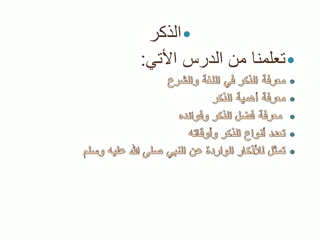 الذكر
تعلمنا من الدرس الأتي:
معرفة الذكر في اللغة والشرع
معرفة أهمية الذكر
معرفة فضل الذكر وفوائده
تعدد أنواع الذكر وأوقاته
تمثل للأذكار الواردة عن النبي صلى الله عليه وسلم